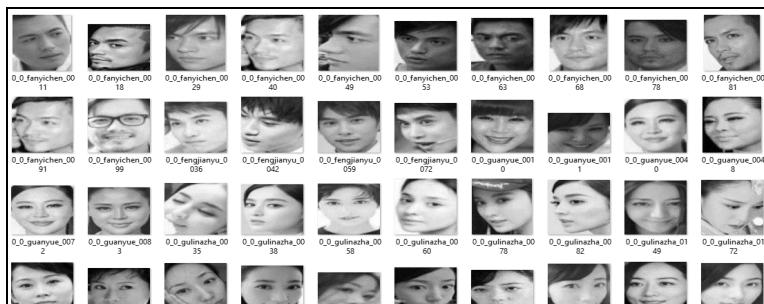 0_0_fanyichen_00 0_0_fanyichen_00 0_0_fanyichen_00 0_0_fanyichen_00 0_0_fanyichen_00 0_0_fanyichen_00 0_0_fanyichen_00 0_0_fanyichen_00 0_0_fanyichen_00 0_0_fanyichen_00
11 18 29 40 49 53 63 68 78 81
0_0_fanyichen_00 0_0_fanyichen_00 0_0_fengjianyu_0 0_0_fengjianyu_0 0_0_fengjianyu_0 0_0_fengjianyu_0 0_0_guanyue_001 0_0_guanyue_001 0_0_guanyue_004 0_0_guanyue_004
91 99 036 042 059 072 0 1 0 8
0_0_guanyue_007 0_0_guanyue_008 0_0_gulinazha_00 0_0_gulinazha_00 0_0_gulinazha_00 0_0_gulinazha_00 0_0_gulinazha_00 0_0_gulinazha_00 0_0_gulinazha_01 0_0_gulinazha_01
2 3 35 38 58 60 78 82 49 72